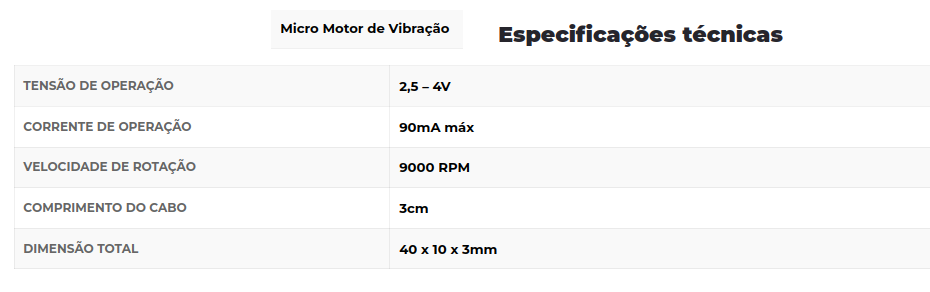 Micro Motor de Vibração
Especificações técnicas
TENSÃO DE OPERAÇÃO 2,5 – 4V
CORRENTE DE OPERAÇÃO 90mA máx
VELOCIDADE DE ROTAÇÃO 9000 RPM
COMPRIMENTO DO CABO 3cm
DIMENSÃO TOTAL 40 x 10 x 3mm